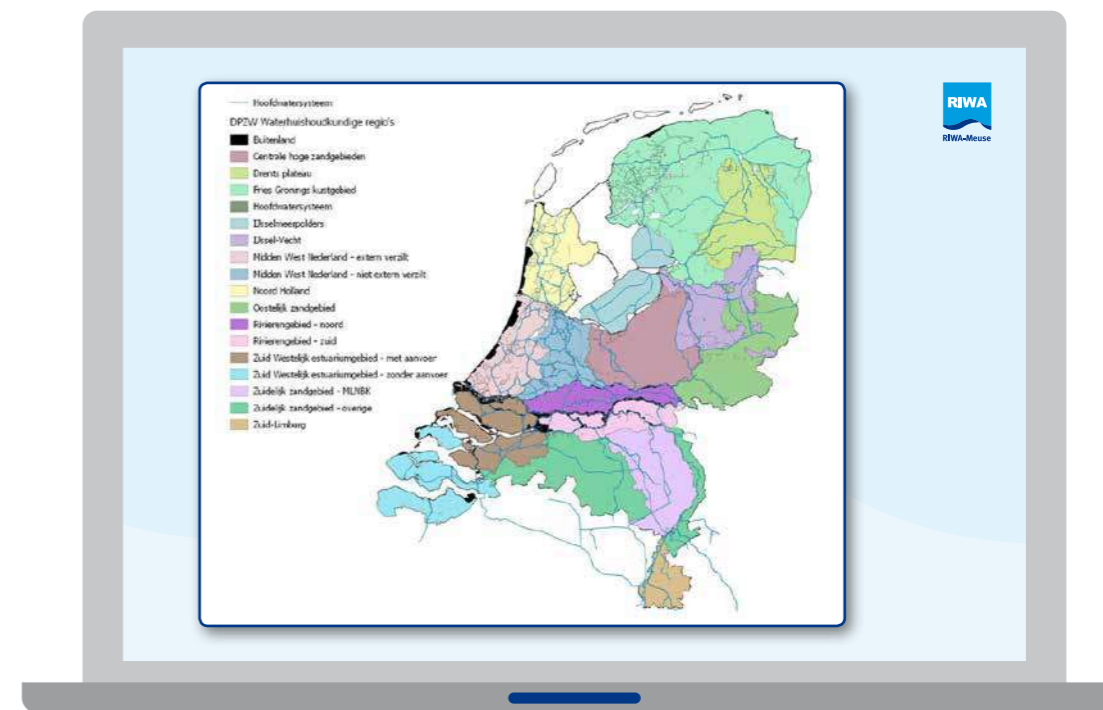 Hoofdwatersysteem
DPZW Waterhuishoudkundige regio's
Buitenland
Centrale hoge zandgebieden
Drents plateau
Fries Gronings kustgebied
Hoofdwatersysteem
IJsselmeerpolders
IJssel-Vecht
Midden West Nederland - extern verzilt
Midden West Nederland - niet extern verzilt
Noord Holland
Oostelijk zandgebied
Rivierengebied - noord
Rivierengebied - zuid
Zuid Westelijk estuariumgebied - met aanvoer
Zuid Westelijk estuariumgebied - zonder aanvoer
Zuidelijk zandgebied - MLNBK
Zuidelijk zandgebied - overige
Zuid-Limburg
RIWA
RIWA-Meuse